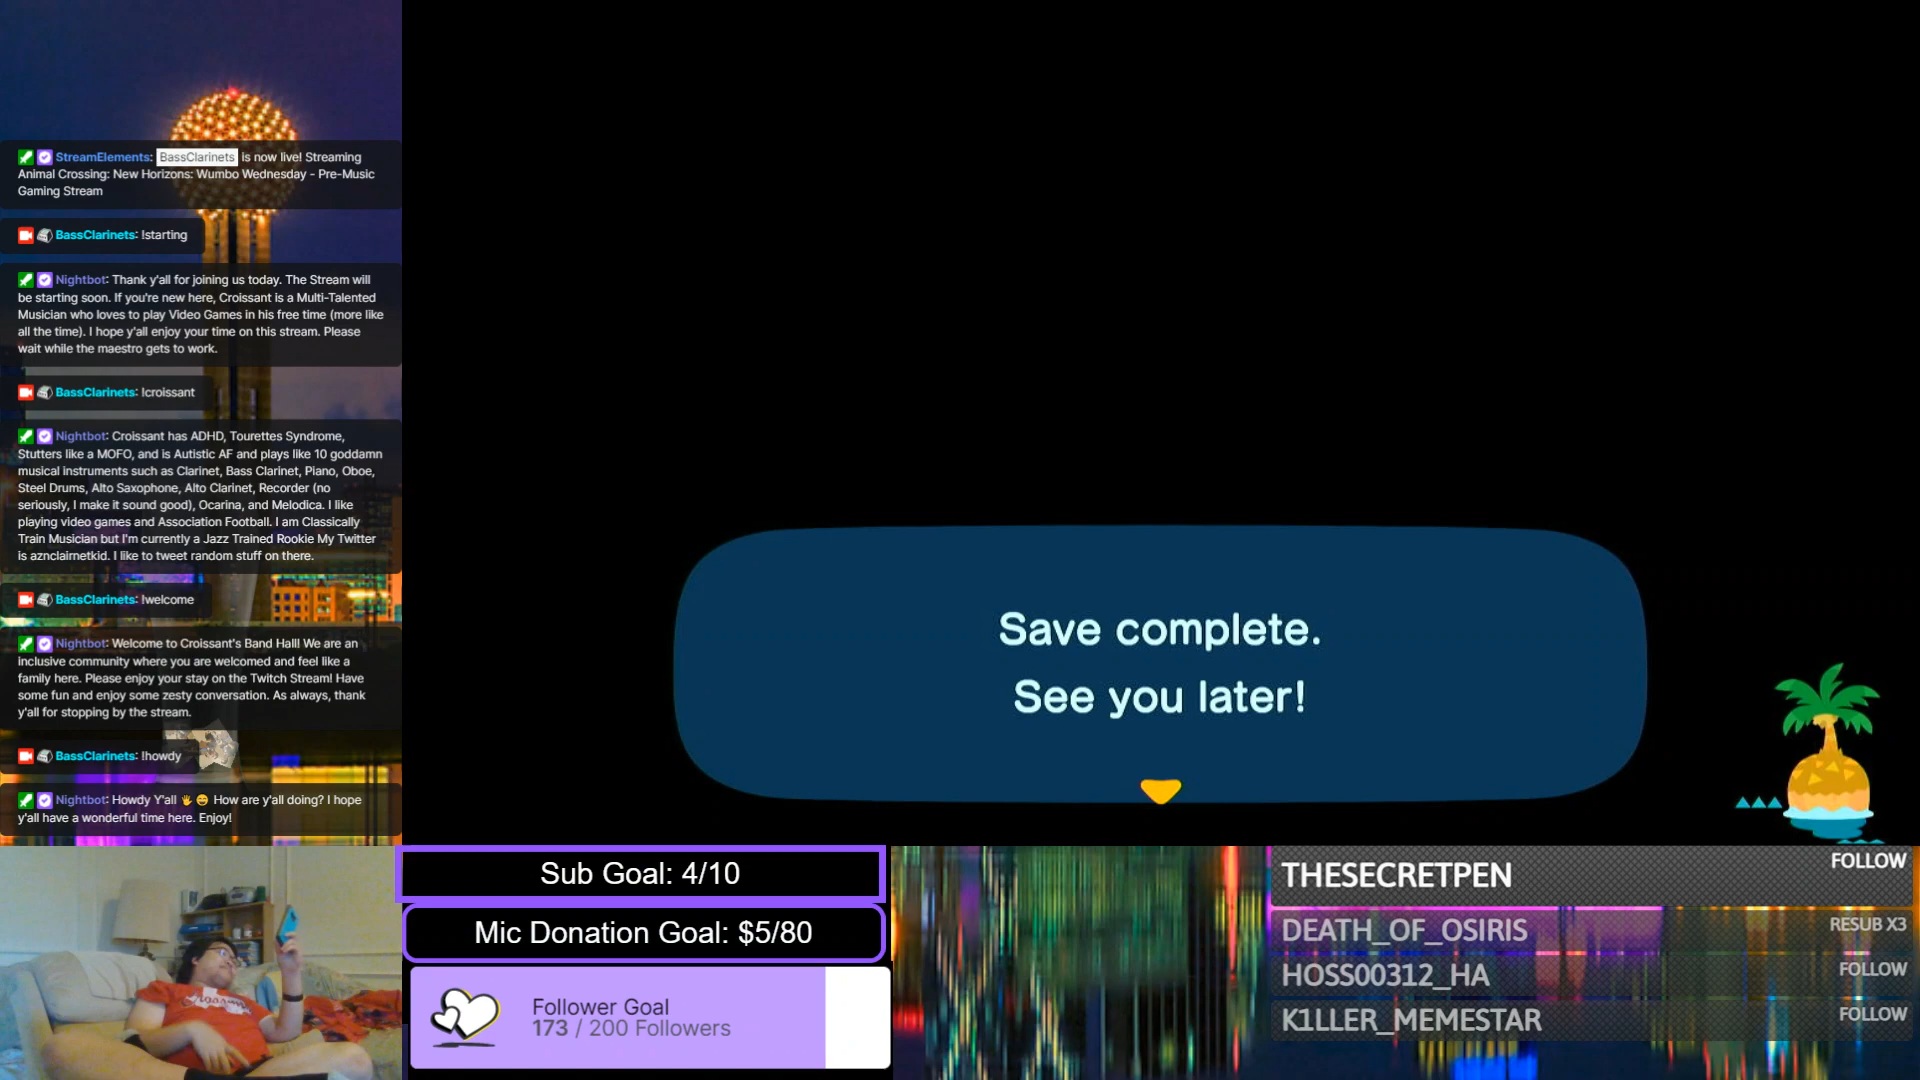 StreamElements: BassClarinets is now live! Streaming
Animal Crossing: New Horizons: Wumbo Wednesday - Pre-Music
Gaming Stream
BassClarinets: !starting
Nightbot: Thank y'all for joining us today. The Stream will
be starting soon. If you're new here, Croissant is a Multi-Talented
Musician who loves to play Video Games in his free time (more like
all the time). I hope y'all enjoy your time on this stream. Please
wait while the maestro gets to work.
BassClarinets: !croissant
Nightbot: Croissant has ADHD, Tourettes Syndrome,
Stutters like a MOFO, and is Autistic AF and plays like 10 goddamn
musical instruments such as Clarinet, Bass Clarinet, Piano, Oboe,
Steel Drums, Alto Saxophone, Alto Clarinet, Recorder (no
seriously, I make it sound good), Ocarina, and Melodica. I like
playing video games and Association Football. I am Classically
Train Musician but I'm currently a Jazz Trained Rookie My Twitter
is aznclairnetkid. I like to tweet random stuff on there.
BassClarinets: !welcome
Nightbot: Welcome to Croissant's Band Hall! We are an
inclusive community where you are welcomed and feel like a
family here. Please enjoy your stay on the Twitch Stream! Have
some fun and enjoy some zesty conversation. As always, thank
y'all for stopping by the stream.
BassClarinets: !howdy
Nightbot: Howdy Y'all 🖐 😄 How are y'all doing? I hope
y'all have a wonderful time here. Enjoy!
Save complete.
See you later!
Sub Goal: 4/10
Mic Donation Goal: $5/80
Follower Goal
173 / 200 Followers
THESECRETPEN FOLLOW
DEATH_OF_OSIRIS RESUB X3
HOSS00312_HA FOLLOW
K1LLER_MEMESTAR FOLLOW